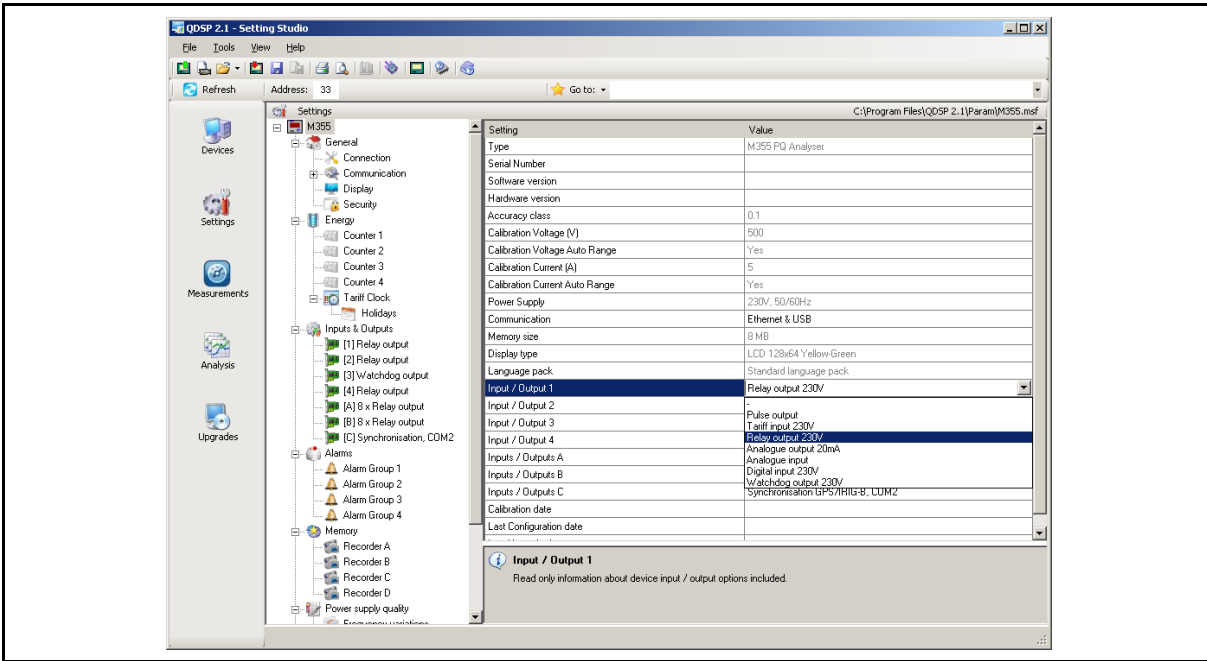 QDSP 2.1 - Setting Studio
File Tools View Help
Refresh Address: 33 Go to:
Settings C:\Program Files\QDSP 2.1\Param\M355.msf
Devices
Settings
Measurements
Analysis
Upgrades
M355
General
Connection
Communication
Display
Security
Energy
Counter 1
Counter 2
Counter 3
Counter 4
Tariff Clock
Holidays
Inputs & Outputs
[1] Relay output
[2] Relay output
[3] Watchdog output
[4] Relay output
[A] 8 x Relay output
[B] 8 x Relay output
[C] Synchronisation, COM2
Alarms
Alarm Group 1
Alarm Group 2
Alarm Group 3
Alarm Group 4
Memory
Recorder A
Recorder B
Recorder C
Recorder D
Power supply quality
Frequency variations
Setting Value
Type M355 PQ Analyser
Serial Number
Software version
Hardware version
Accuracy class 0.1
Calibration Voltage (V) 500
Calibration Voltage Auto Range Yes
Calibration Current (A) 5
Calibration Current Auto Range Yes
Power Supply 230V, 50/60Hz
Communication Ethernet & USB
Memory size 8 MB
Display type LCD 128x64 Yellow-Green
Language pack Standard language pack
Input / Output 1 Relay output 230V
Input / Output 2
Input / Output 3
Input / Output 4
Inputs / Outputs A
Inputs / Outputs B
Inputs / Outputs C Synchronisation GPS/IRIG-B, COM2
Calibration date
Last Configuration date
-
Pulse output
Tariff input 230V
Relay output 230V
Analogue output 20mA
Analogue input
Digital input 230V
Watchdog output 230V
Input / Output 1
Read only information about device input / output options included.